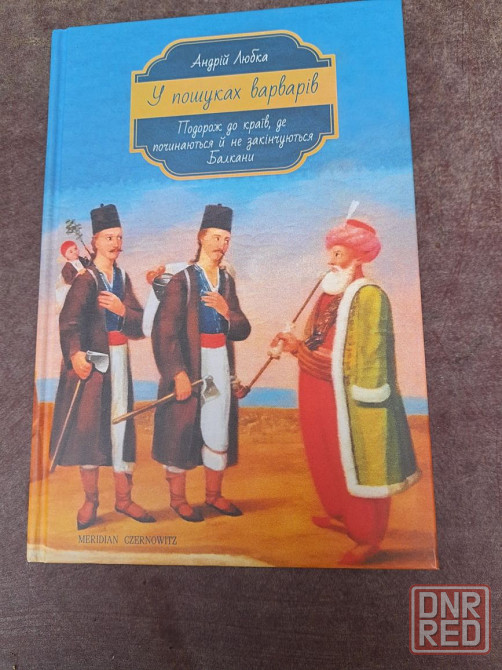 Андрій Любка
У пошуках варварів
Подорож до країв, де
починаються й не закінчуються
Балкани
MERIDIAN CZERNOWITZ
DNR
RED